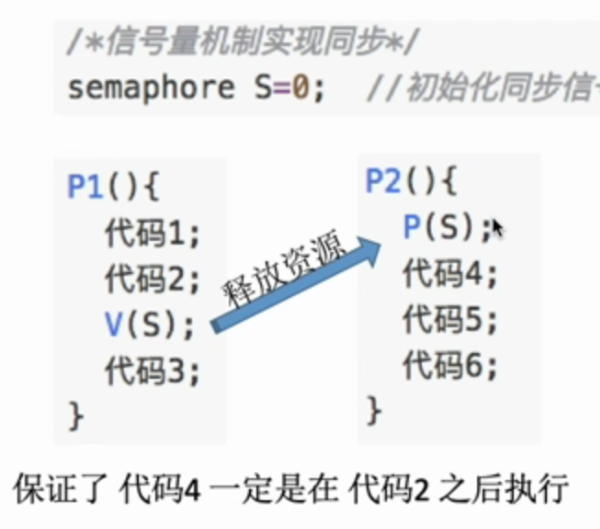 /*信号量机制实现同步*/
semaphore S=0; //初始化同步信
P1(){
代码1;
代码2;
V(S);
代码3;
}
释放资源
P2(){
P(S);
代码4;
代码5;
代码6;
}
保证了 代码4 一定是在 代码2 之后执行